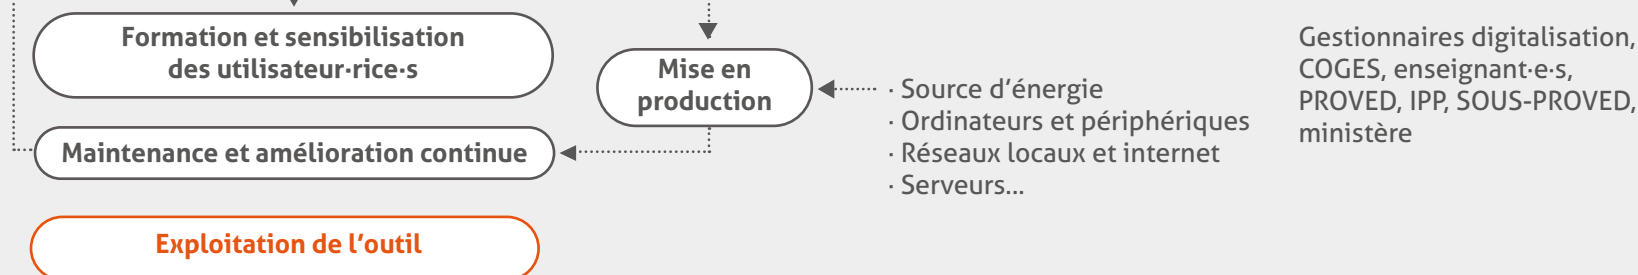 Formation et sensibilisation
des utilisateur·rice·s
Maintenance et amélioration continue
Exploitation de l’outil
Mise en
production
· Source d’énergie
· Ordinateurs et périphériques
· Réseaux locaux et internet
· Serveurs...
Gestionnaires digitalisation,
COGES, enseignant·e·s,
PROVED, IPP, SOUS-PROVED,
ministère